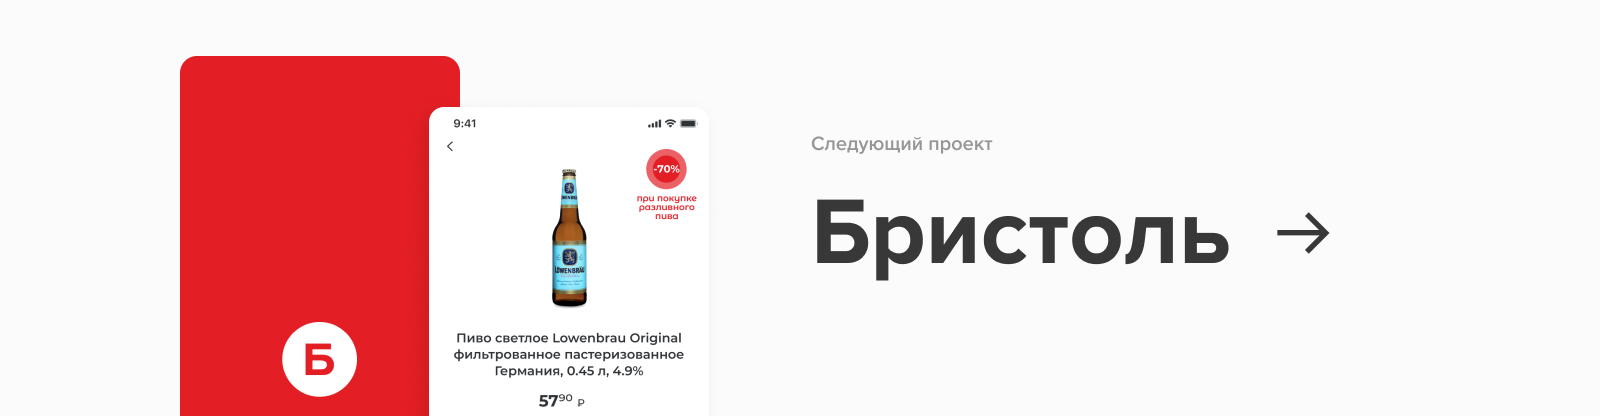 Б
9:41
-70%
при покупке
разливного
пива
LÖWENBRÄU
Пиво светлое Lowenbrau Original
фильтрованное пастеризованное
Германия, 0.45 л, 4.9%
57 90 ₽
Следующий проект
Бристоль →